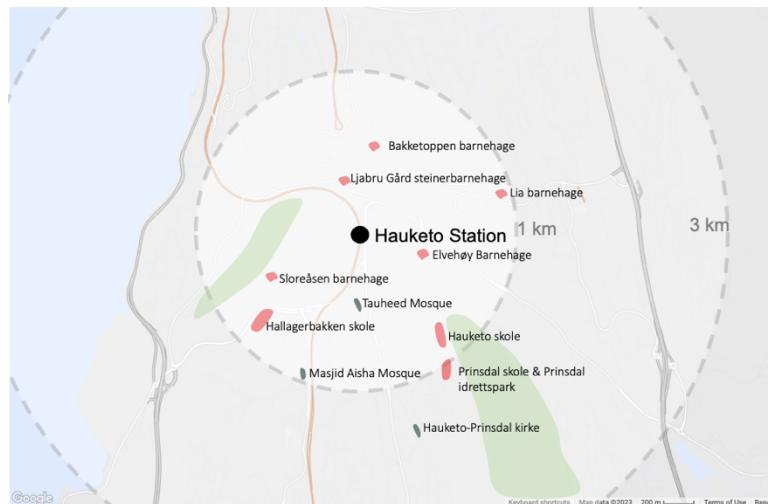 Bakketoppen barnehage
Ljabru Gård steinerbarnehage
Lia barnehage
Hauketo Station
1 km
3 km
Elvehøy Barnehage
Sloreåsen barnehage
Tauheed Mosque
Hallagerbakken skole
Hauketo skole
Masjid Aisha Mosque
Prinsdal skole & Prinsdal
idrettspark
Hauketo-Prinsdal kirke
Google
Keyboard shortcuts Map data ©2023 200 m Terms of Use